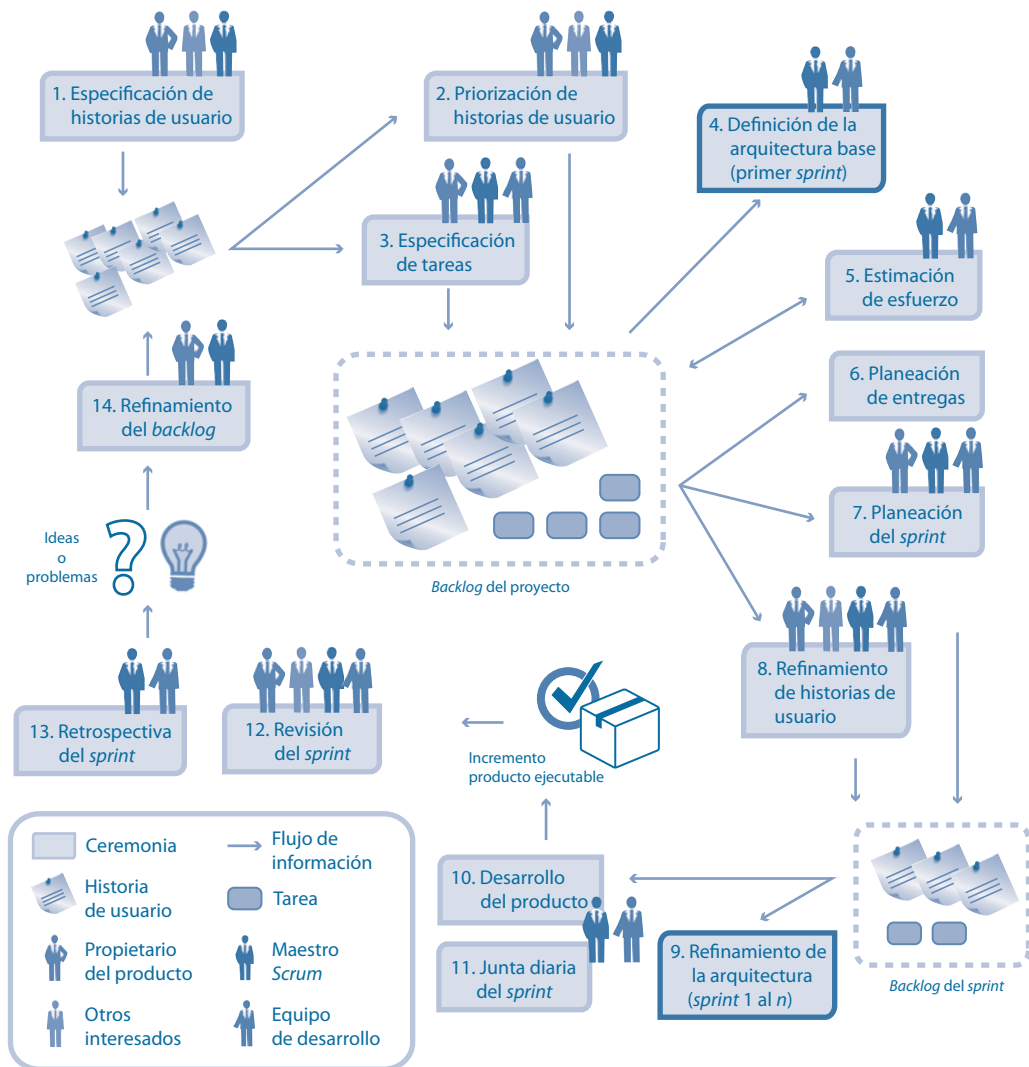 1. Especificación de
historias de usuario
2. Priorización de
historias de usuario
3. Especificación
de tareas
4. Definición de la
arquitectura base
(primer sprint)
5. Estimación
de esfuerzo
6. Planeación
de entregas
7. Planeación
del sprint
Backlog del proyecto
14. Refinamiento
del backlog
Ideas
o
problemas
?
8. Refinamiento
de historias de
usuario
13. Retrospectiva
del sprint
12. Revisión
del sprint
Incremento
producto ejecutable
10. Desarrollo
del producto
11. Junta diaria
del sprint
9. Refinamiento de
la arquitectura
(sprint 1 al n)
Backlog del sprint
Ceremonia
Flujo de
información
Historia
de usuario
Tarea
Propietario
del producto
Maestro
Scrum
Otros
interesados
Equipo
de desarrollo